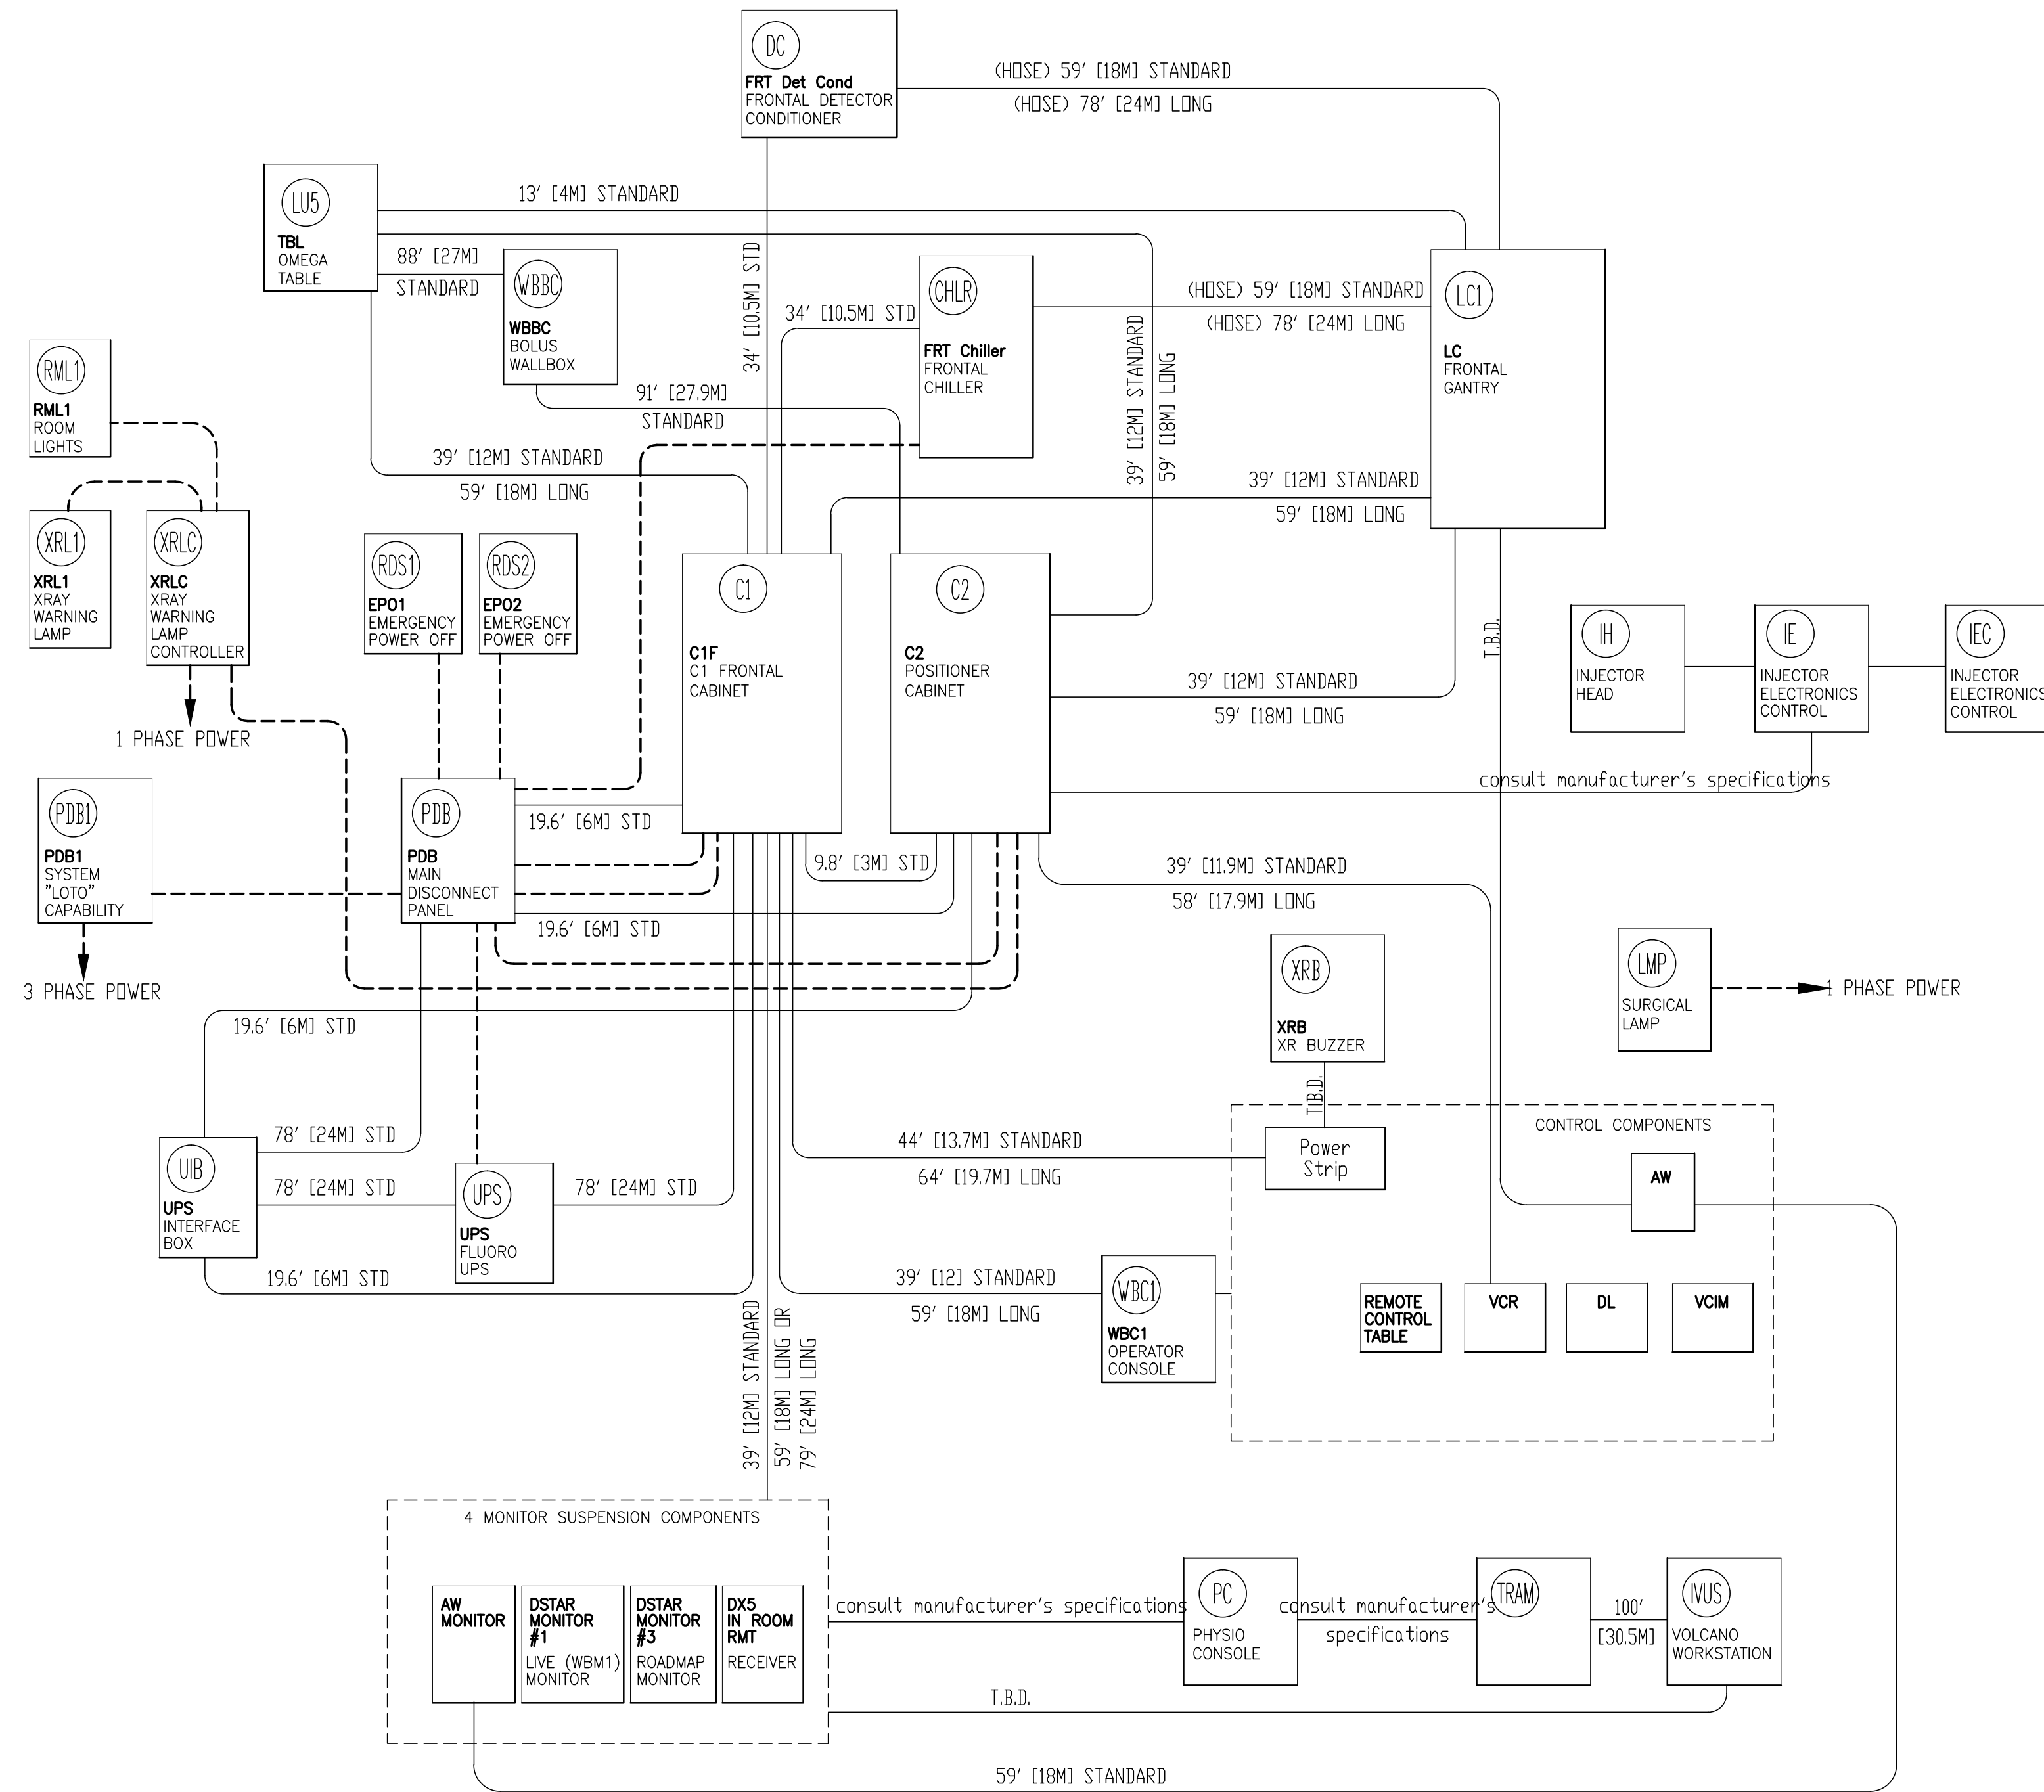 DC
FRT Det Cond
FRONTAL DETECTOR
CONDITIONER
(HOSE) 59' [18M] STANDARD
(HOSE) 78' [24M] LONG
LU5
TBL
OMEGA
TABLE
13' [4M] STANDARD
88' [27M]
STANDARD
WBBC
WBBC
BOLUS
WALLBOX
34' [10.5M] STD
34' [10.5M] STD
CHLR
FRT Chiller
FRONTAL
CHILLER
39' [12M] STANDARD
59' [18M] LONG
(HOSE) 59' [18M] STANDARD
(HOSE) 78' [24M] LONG
LC1
LC
FRONTAL
GANTRY
RML1
RML1
ROOM
LIGHTS
91' [27.9M]
STANDARD
39' [12M] STANDARD
59' [18M] LONG
39' [12M] STANDARD
59' [18M] LONG
XRL1
XRL1
XRAY
WARNING
LAMP
XRLC
XRLC
XRAY
WARNING
LAMP
CONTROLLER
RDS1
EPO1
EMERGENCY
POWER OFF
RDS2
EPO2
EMERGENCY
POWER OFF
C1
C1F
C1 FRONTAL
CABINET
C2
C2
POSITIONER
CABINET
T.B.D.
IH
INJECTOR
HEAD
IE
INJECTOR
ELECTRONICS
CONTROL
IEC
INJECTOR
ELECTRONICS
CONTROL
39' [12M] STANDARD
59' [18M] LONG
1 PHASE POWER
consult manufacturer's specifications
PDB1
PDB1
SYSTEM
"LOTO"
CAPABILITY
PDB
PDB
MAIN
DISCONNECT
PANEL
19.6' [6M] STD
9.8' [3M] STD
39' [11.9M] STANDARD
58' [17.9M] LONG
19.6' [6M] STD
3 PHASE POWER
19.6' [6M] STD
XRB
XRB
XR BUZZER
LMP
SURGICAL
LAMP
1 PHASE POWER
T.B.D.
CONTROL COMPONENTS
UIB
UPS
INTERFACE
BOX
78' [24M] STD
78' [24M] STD
UPS
UPS
FLUORO
UPS
78' [24M] STD
44' [13.7M] STANDARD
64' [19.7M] LONG
Power
Strip
AW
19.6' [6M] STD
39' [12] STANDARD
59' [18M] LONG
WBC1
WBC1
OPERATOR
CONSOLE
REMOTE
CONTROL
TABLE
VCR
DL
VCIM
39' [12M] STANDARD
59' [18M] LONG OR
79' [24M] LONG
4 MONITOR SUSPENSION COMPONENTS
AW
MONITOR
DSTAR
MONITOR
#1
LIVE (WBM1)
MONITOR
DSTAR
MONITOR
#3
ROADMAP
MONITOR
DX5
IN ROOM
RMT
RECEIVER
consult manufacturer's specifications
PC
PHYSIO
CONSOLE
consult manufacturer's
specifications
TRAM
100'
[30.5M]
IVUS
VOLCANO
WORKSTATION
T.B.D.
59' [18M] STANDARD